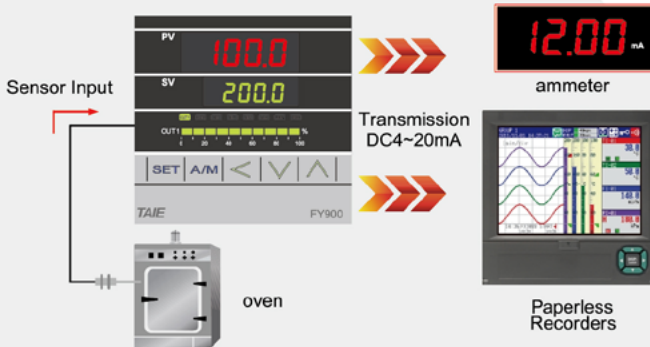 PV
100.0
12.00 mA
SV
200.0
ammeter
Sensor Input
Transmission
DC4~20mA
OUT1
%
0 20 40 60 80 100
SET A/M
TAIE FY900
oven
Paperless
Recorders